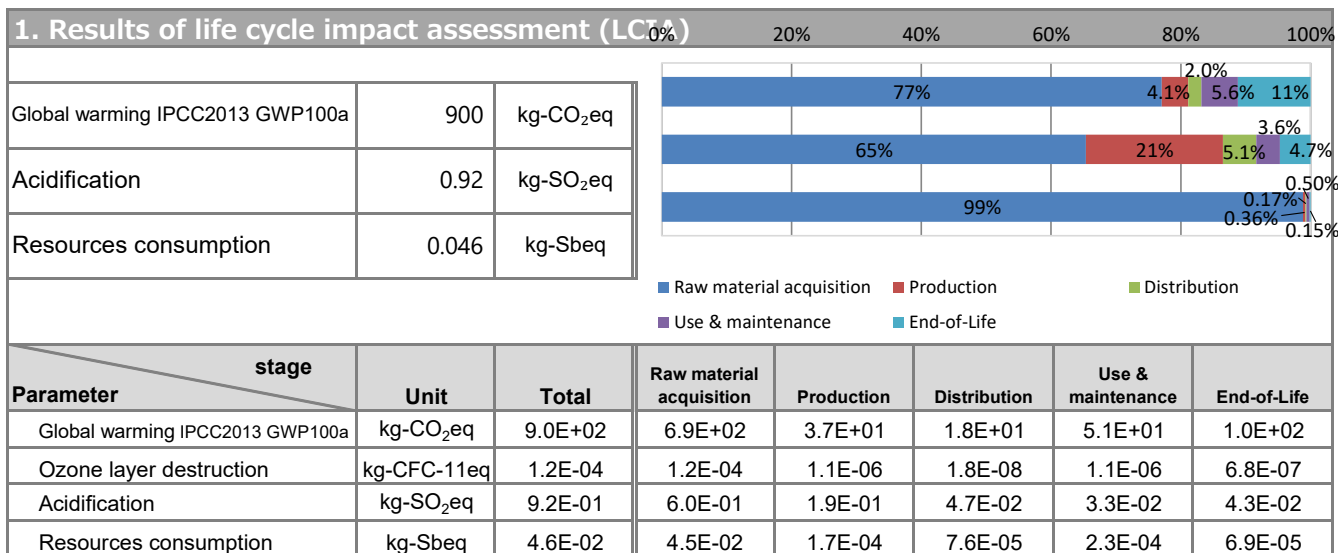 1. Results of life cycle impact assessment (LCIA)
0% 20% 40% 60% 80% 100%
Global warming IPCC2013 GWP100a 900 kg-CO₂eq
77% 4.1% 2.0% 5.6% 11%
Acidification 0.92 kg-SO₂eq
65% 21% 5.1% 3.6% 4.7%
Resources consumption 0.046 kg-Sbeq
99% 0.36% 0.17% 0.50% 0.15%
Raw material acquisition Production Distribution
Use & maintenance End-of-Life
stage
Parameter Unit Total Raw material acquisition Production Distribution Use & maintenance End-of-Life
Global warming IPCC2013 GWP100a kg-CO₂eq 9.0E+02 6.9E+02 3.7E+01 1.8E+01 5.1E+01 1.0E+02
Ozone layer destruction kg-CFC-11eq 1.2E-04 1.2E-04 1.1E-06 1.8E-08 1.1E-06 6.8E-07
Acidification kg-SO₂eq 9.2E-01 6.0E-01 1.9E-01 4.7E-02 3.3E-02 4.3E-02
Resources consumption kg-Sbeq 4.6E-02 4.5E-02 1.7E-04 7.6E-05 2.3E-04 6.9E-05